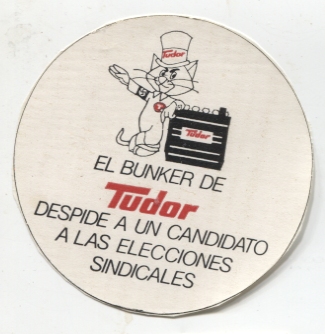 Tudor
Tudor
EL BUNKER DE
Tudor
DESPIDE A UN CANDIDATO
A LAS ELECCIONES
SINDICALES